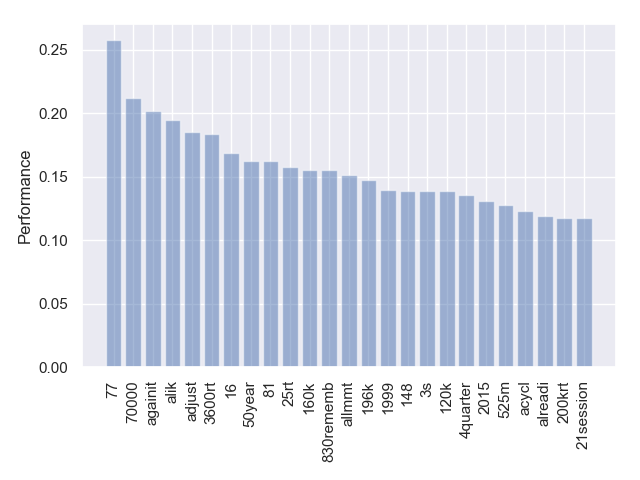 0.25
0.20
0.15
0.10
0.05
0.00
Performance
77
70000
againit
alik
adjust
3600rt
16
50year
81
25rt
160k
830rememb
allmmt
196k
1999
148
3s
120k
4quarter
2015
525m
acycl
alreadi
200krt
21session